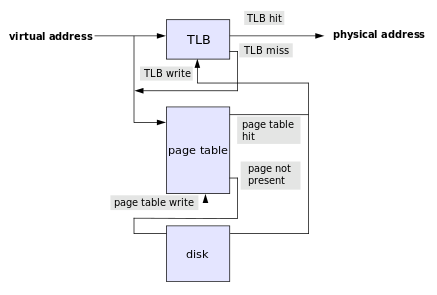 TLB hit
virtual address
TLB
physical address
TLB miss
TLB write
page table
hit
page table
page not
present
page table write
disk